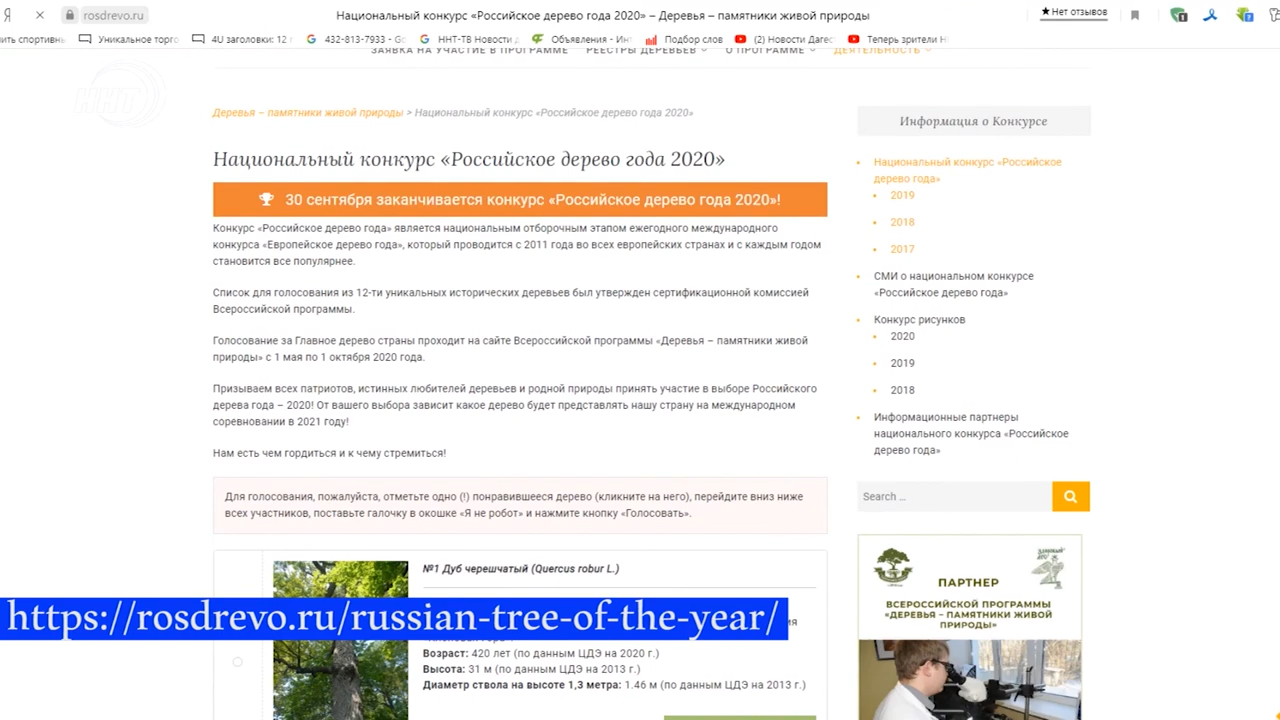 rosdrevo.ru
Национальный конкурс «Российское дерево года 2020» – Деревья – памятники живой природы
★Нет отзывов
ить спортивны
Уникальное торго
4U заголовки: 12
432-813-7933 - Go
ННТ-ТВ Новости д
Объявления - Инт
Подбор слов
(2) Новости Дагес
Теперь зрители Н
ЗАЯВКА НА УЧАСТИЕ В ПРОГРАММЕ
РЕЕСТРЫ ДЕРЕВЬЕВ
О ПРОГРАММЕ
ДЕЯТЕЛЬНОСТЬ
ННТ
Деревья – памятники живой природы > Национальный конкурс «Российское дерево года 2020»
Национальный конкурс «Российское дерево года 2020»
30 сентября заканчивается конкурс «Российское дерево года 2020»!
Конкурс «Российское дерево года» является национальным отборочным этапом ежегодного международного
конкурса «Европейское дерево года», который проводится с 2011 года во всех европейских странах и с каждым годом
становится все популярнее.
Список для голосования из 12-ти уникальных исторических деревьев был утвержден сертификационной комиссией
Всероссийской программы.
Голосование за Главное дерево страны проходит на сайте Всероссийской программы «Деревья – памятники живой
природы» с 1 мая по 1 октября 2020 года.
Призываем всех патриотов, истинных любителей деревьев и родной природы принять участие в выборе Российского
дерева года – 2020! От вашего выбора зависит какое дерево будет представлять нашу страну на международном
соревновании в 2021 году!
Нам есть чем гордиться и к чему стремиться!
Для голосования, пожалуйста, отметьте одно (!) понравившееся дерево (кликните на него), перейдите вниз ниже
всех участников, поставьте галочку в окошке «Я не робот» и нажмите кнопку «Голосовать».
№1 Дуб черешчатый (Quercus robur L.)
https://rosdrevo.ru/russian-tree-of-the-year/
Возраст: 420 лет (по данным ЦДЭ на 2020 г.)
Высота: 31 м (по данным ЦДЭ на 2013 г.)
Диаметр ствола на высоте 1,3 метра: 1.46 м (по данным ЦДЭ на 2013 г.)
Информация о Конкурсе
Национальный конкурс «Российское
дерево года»
2019
2018
2017
СМИ о национальном конкурсе
«Российское дерево года»
Конкурс рисунков
2020
2019
2018
Информационные партнеры
национального конкурса «Российское
дерево года»
Search ...
ПАРТНЕР
ВСЕРОССИЙСКОЙ ПРОГРАММЫ
«ДЕРЕВЬЯ – ПАМЯТНИКИ ЖИВОЙ
ПРИРОДЫ»